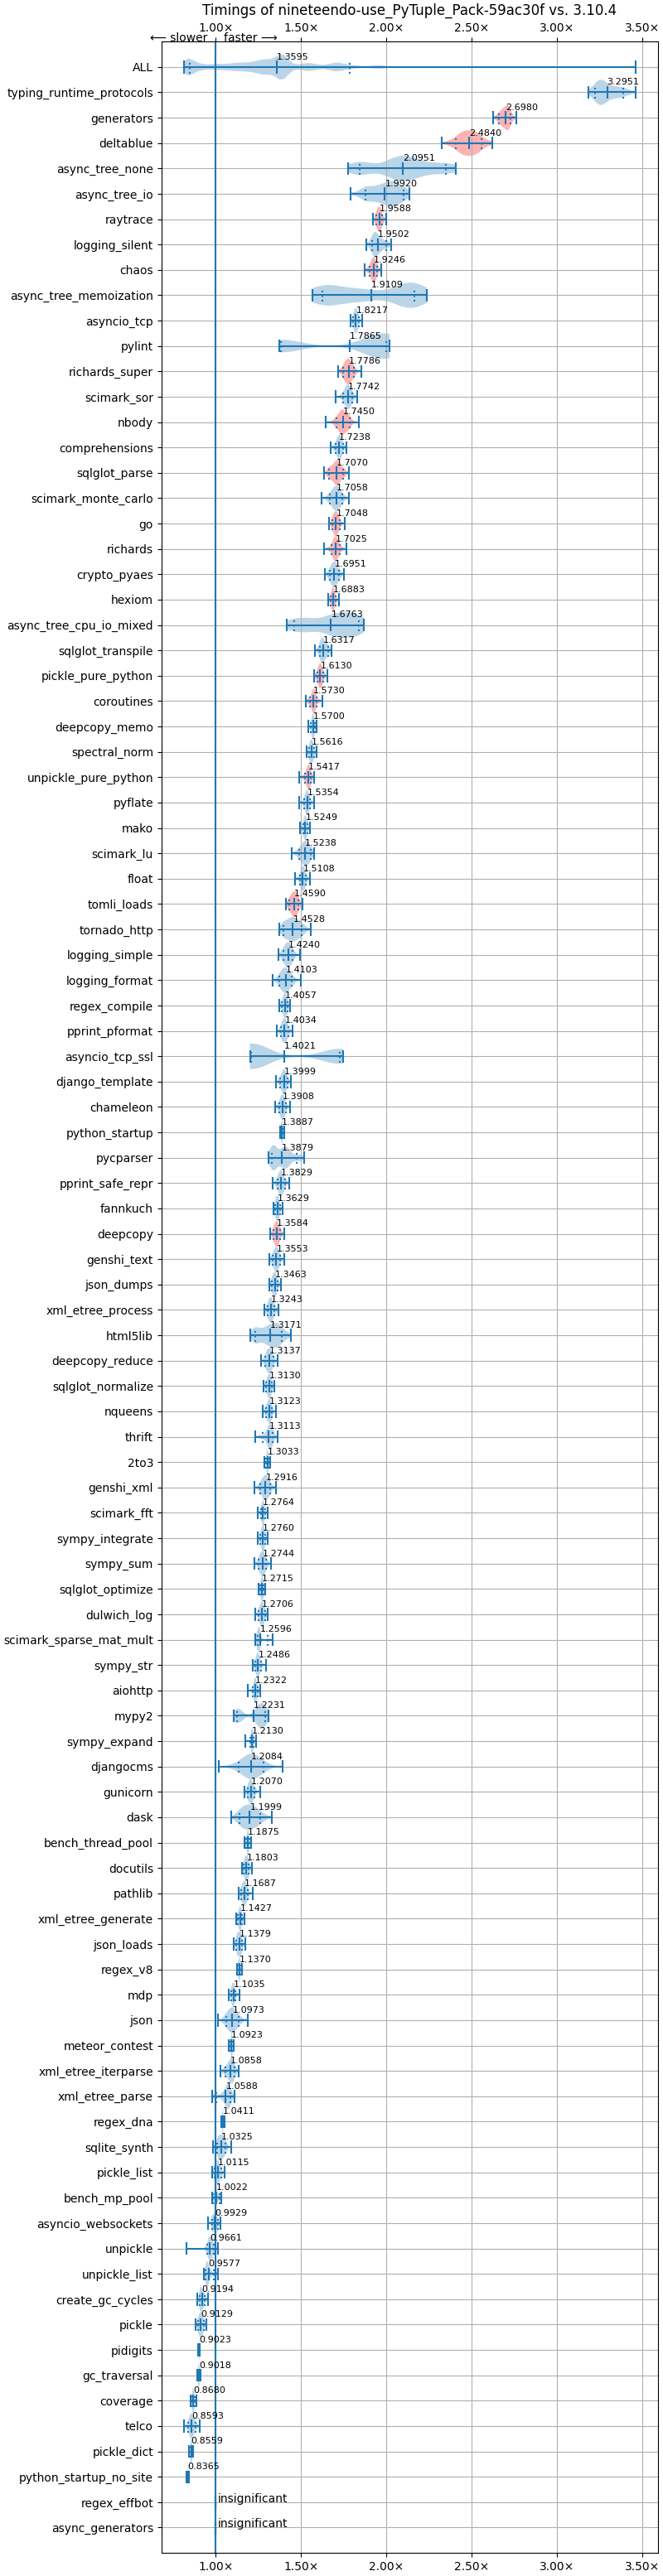 Timings of nineteendo-use_PyTuple_Pack-59ac30f vs. 3.10.4
1.00× 1.50× 2.00× 2.50× 3.00× 3.50×
⟵ slower faster ⟶
ALL 1.3595
typing_runtime_protocols 3.2951
generators 2.6980
deltablue 2.4840
async_tree_none 2.0951
async_tree_io 1.9920
raytrace 1.9588
logging_silent 1.9502
chaos 1.9246
async_tree_memoization 1.9109
asyncio_tcp 1.8217
pylint 1.7865
richards_super 1.7786
scimark_sor 1.7742
nbody 1.7450
comprehensions 1.7238
sqlglot_parse 1.7070
scimark_monte_carlo 1.7058
go 1.7048
richards 1.7025
crypto_pyaes 1.6951
hexiom 1.6883
async_tree_cpu_io_mixed 1.6763
sqlglot_transpile 1.6317
pickle_pure_python 1.6130
coroutines 1.5730
deepcopy_memo 1.5700
spectral_norm 1.5616
unpickle_pure_python 1.5417
pyflate 1.5354
mako 1.5249
scimark_lu 1.5238
float 1.5108
tomli_loads 1.4590
tornado_http 1.4528
logging_simple 1.4240
logging_format 1.4103
regex_compile 1.4057
pprint_pformat 1.4034
asyncio_tcp_ssl 1.4021
django_template 1.3999
chameleon 1.3908
python_startup 1.3887
pycparser 1.3879
pprint_safe_repr 1.3829
fannkuch 1.3629
deepcopy 1.3584
genshi_text 1.3553
json_dumps 1.3463
xml_etree_process 1.3243
html5lib 1.3171
deepcopy_reduce 1.3137
sqlglot_normalize 1.3130
nqueens 1.3123
thrift 1.3113
2to3 1.3033
genshi_xml 1.2916
scimark_fft 1.2764
sympy_integrate 1.2760
sympy_sum 1.2744
sqlglot_optimize 1.2715
dulwich_log 1.2706
scimark_sparse_mat_mult 1.2596
sympy_str 1.2486
aiohttp 1.2322
mypy2 1.2231
sympy_expand 1.2130
djangocms 1.2084
gunicorn 1.2070
dask 1.1999
bench_thread_pool 1.1875
docutils 1.1803
pathlib 1.1687
xml_etree_generate 1.1427
json_loads 1.1379
regex_v8 1.1370
mdp 1.1035
json 1.0973
meteor_contest 1.0923
xml_etree_iterparse 1.0858
xml_etree_parse 1.0588
regex_dna 1.0411
sqlite_synth 1.0325
pickle_list 1.0115
bench_mp_pool 1.0022
asyncio_websockets 0.9929
unpickle 0.9661
unpickle_list 0.9577
create_gc_cycles 0.9194
pickle 0.9129
pidigits 0.9023
gc_traversal 0.9018
coverage 0.8680
telco 0.8593
pickle_dict 0.8559
python_startup_no_site 0.8365
regex_effbot insignificant
async_generators insignificant
1.00× 1.50× 2.00× 2.50× 3.00× 3.50×